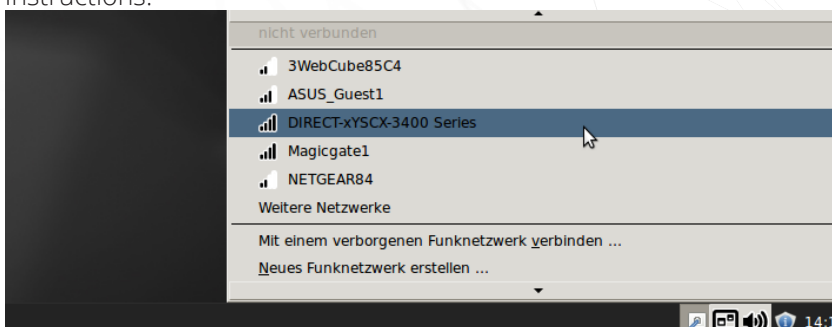 instructions:
nicht verbunden
3WebCube85C4
ASUS_Guest1
DIRECT-xYSCX-3400 Series
Magicgate1
NETGEAR84
Weitere Netzwerke
Mit einem verborgenen Funknetzwerk verbinden ...
Neues Funknetzwerk erstellen ...